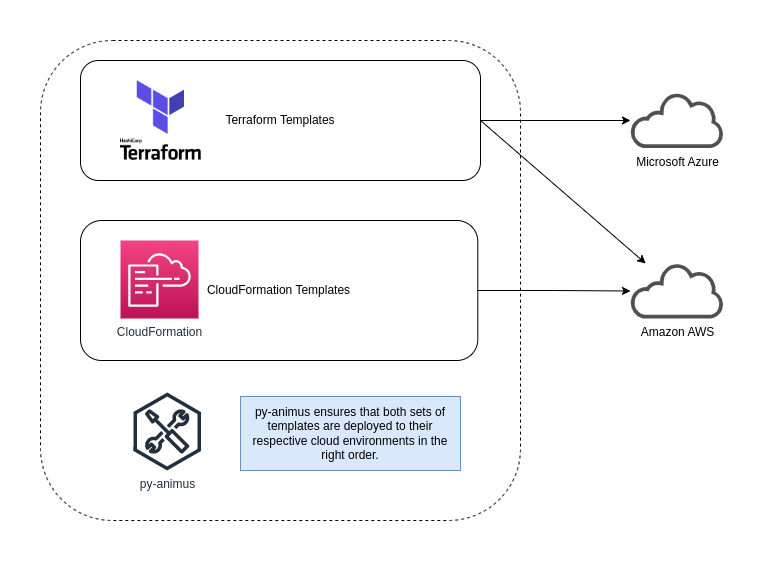 HashiCorp
Terraform
Terraform Templates
Microsoft Azure
CloudFormation Templates
CloudFormation
Amazon AWS
py-animus ensures that both sets of
templates are deployed to their
respective cloud environments in the
right order.
py-animus